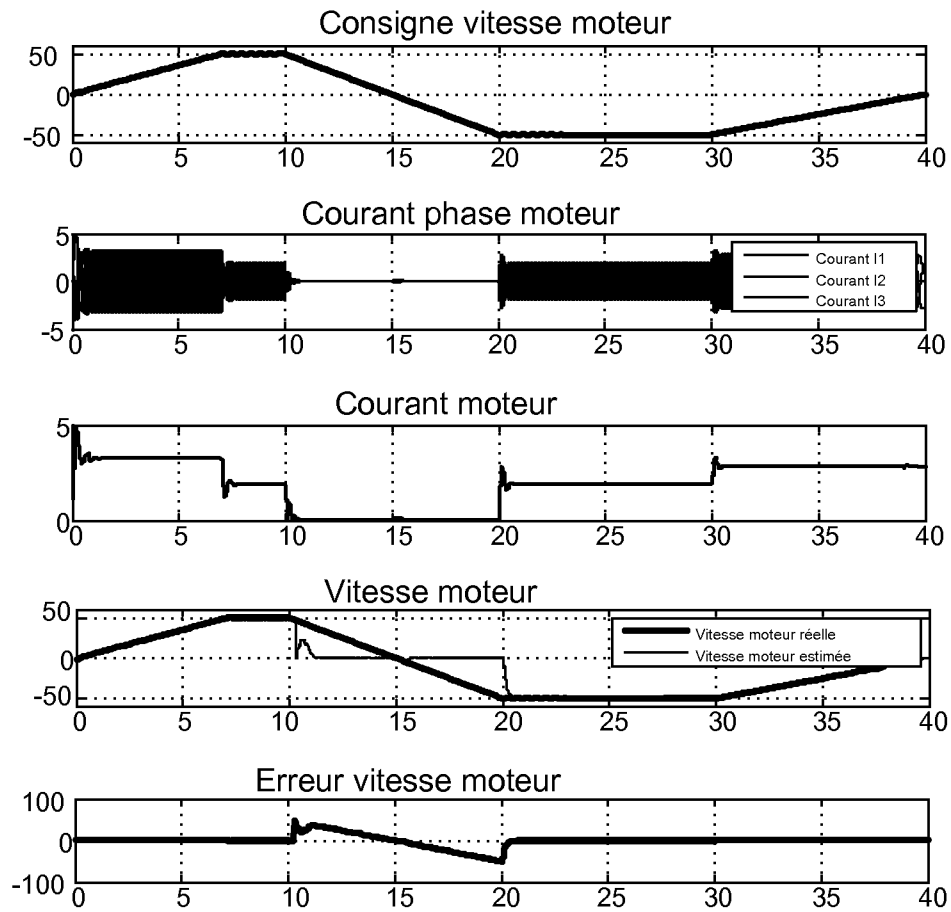 Consigne vitesse moteur
50
0
-50
0 5 10 15 20 25 30 35 40
Courant phase moteur
5
0
-5
Courant I1
Courant I2
Courant I3
0 5 10 15 20 25 30 35 40
Courant moteur
5
0
0 5 10 15 20 25 30 35 40
Vitesse moteur
50
0
-50
Vitesse moteur réelle
Vitesse moteur estimée
0 5 10 15 20 25 30 35 40
Erreur vitesse moteur
100
0
-100
0 5 10 15 20 25 30 35 40